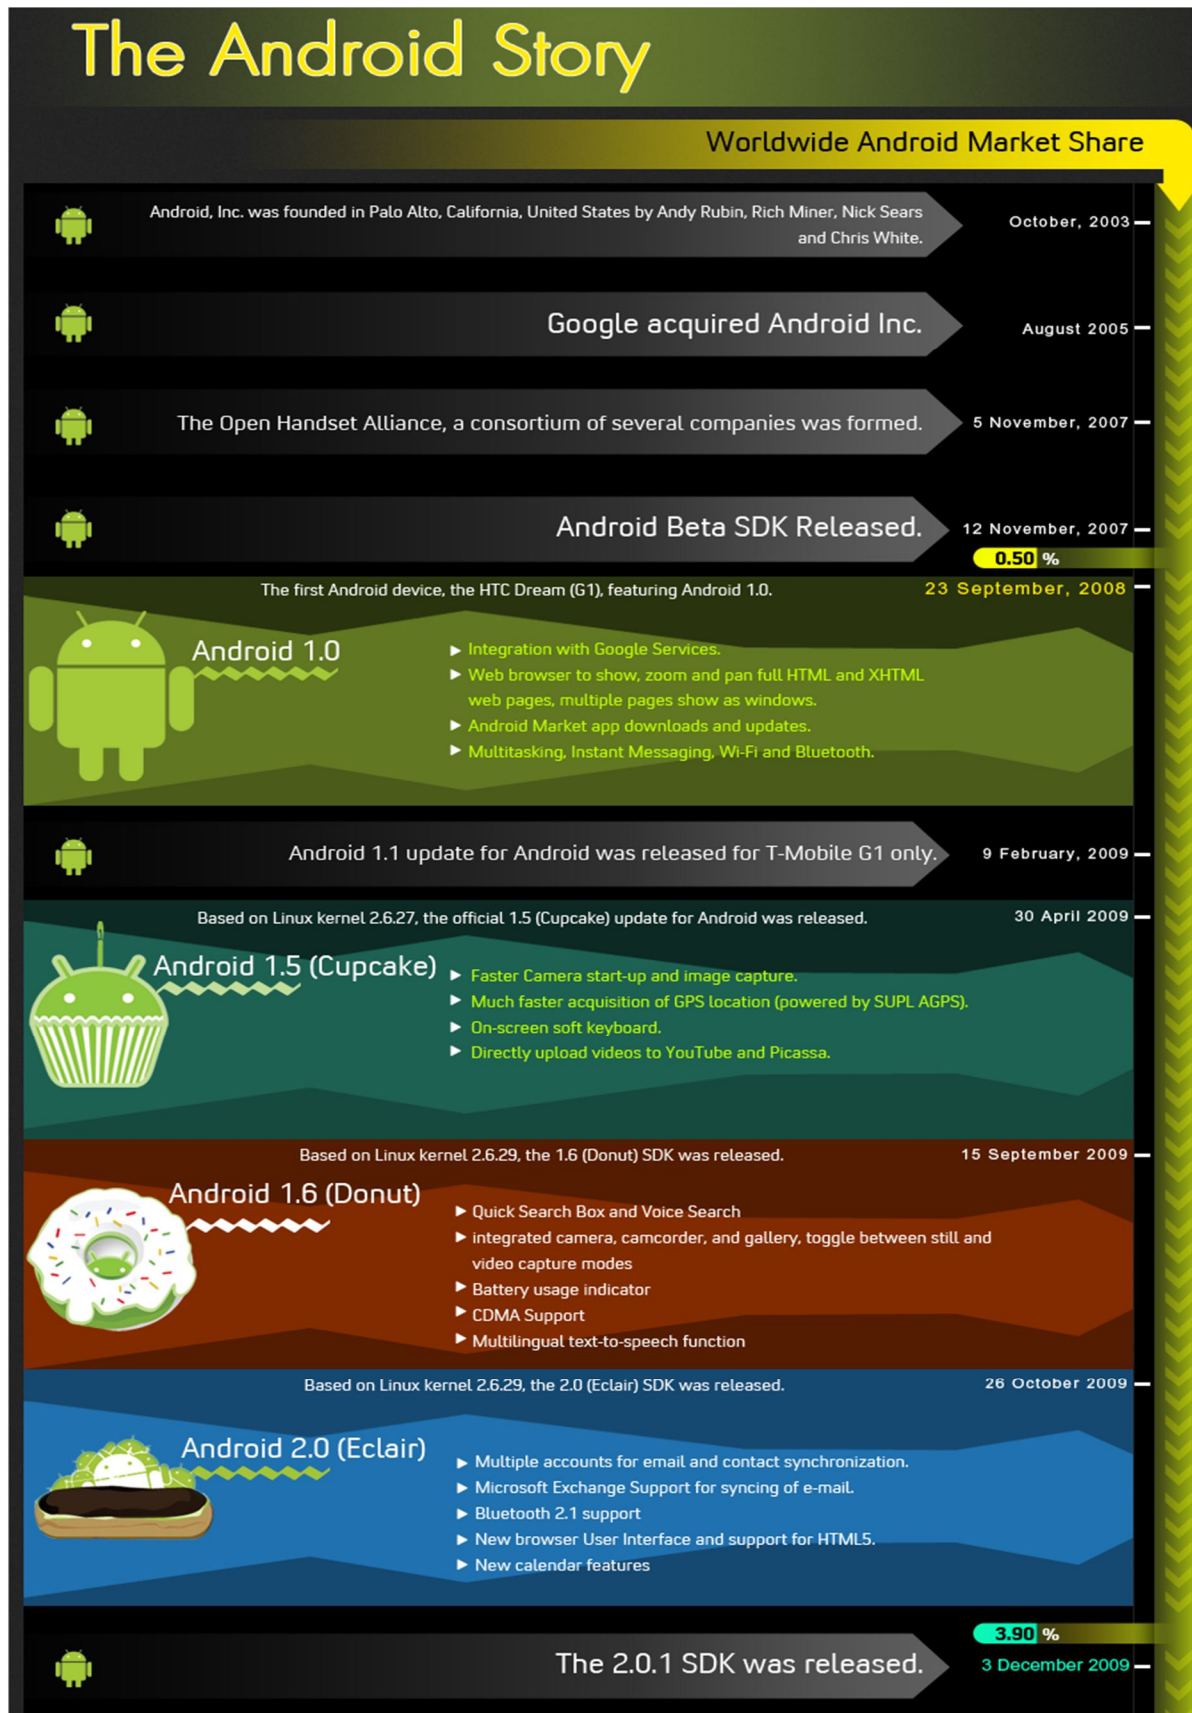 The Android Story
Worldwide Android Market Share
Android, Inc. was founded in Palo Alto, California, United States by Andy Rubin, Rich Miner, Nick Sears
and Chris White.
October, 2003
Google acquired Android Inc.
August 2005
The Open Handset Alliance, a consortium of several companies was formed.
5 November, 2007
Android Beta SDK Released.
12 November, 2007
0.50 %
The first Android device, the HTC Dream (G1), featuring Android 1.0.
23 September, 2008
Android 1.0
Integration with Google Services.
Web browser to show, zoom and pan full HTML and XHTML
web pages, multiple pages show as windows.
Android Market app downloads and updates.
Multitasking, Instant Messaging, Wi-Fi and Bluetooth.
Android 1.1 update for Android was released for T-Mobile G1 only.
9 February, 2009
Based on Linux kernel 2.6.27, the official 1.5 (Cupcake) update for Android was released.
30 April 2009
Android 1.5 (Cupcake)
Faster Camera start-up and image capture.
Much faster acquisition of GPS location (powered by SUPL AGPS).
On-screen soft keyboard.
Directly upload videos to YouTube and Picassa.
Based on Linux kernel 2.6.29, the 1.6 (Donut) SDK was released.
15 September 2009
Android 1.6 (Donut)
Quick Search Box and Voice Search
integrated camera, camcorder, and gallery, toggle between still and
video capture modes
Battery usage indicator
CDMA Support
Multilingual text-to-speech function
Based on Linux kernel 2.6.29, the 2.0 (Eclair) SDK was released.
26 October 2009
Android 2.0 (Eclair)
Multiple accounts for email and contact synchronization.
Microsoft Exchange Support for syncing of e-mail.
Bluetooth 2.1 support
New browser User Interface and support for HTML5.
New calendar features
3.90 %
The 2.0.1 SDK was released.
3 December 2009